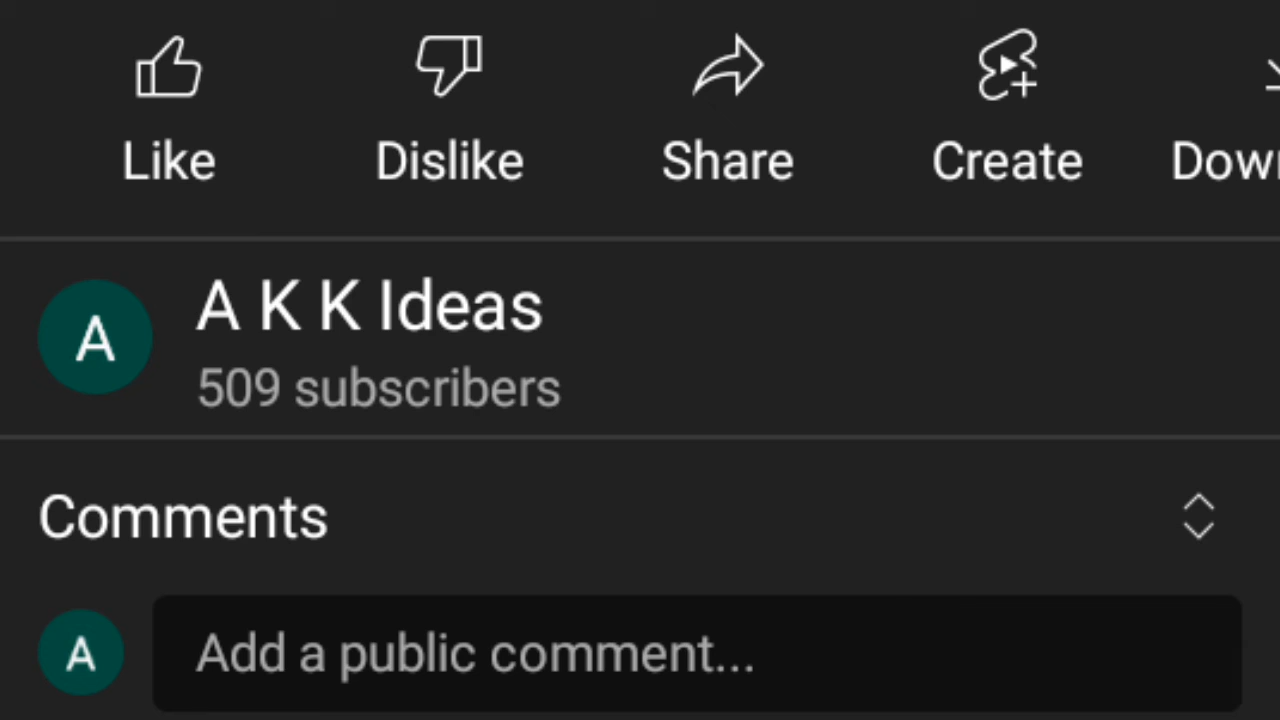 Like Dislike Share Create
A
A K K Ideas
509 subscribers
Comments
A
Add a public comment...